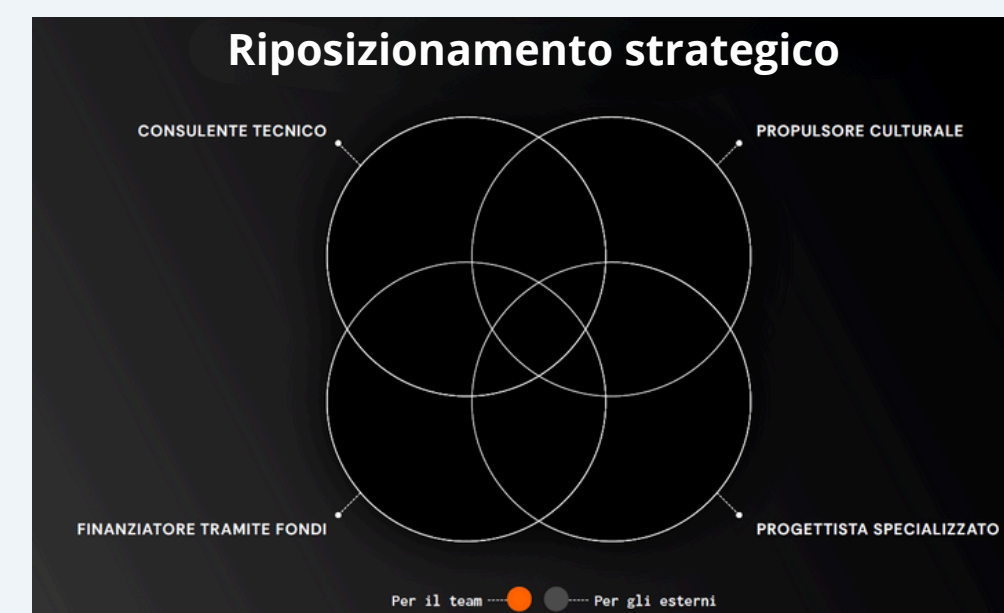 Riposizionamento strategico
CONSULENTE TECNICO
PROPULSORE CULTURALE
FINANZIATORE TRAMITE FONDI
PROGETTISTA SPECIALIZZATO
Per il team
Per gli esterni